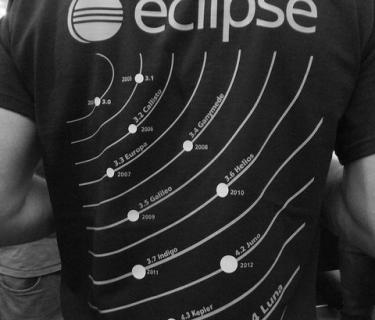 eclipse
2005 3.1
3.0
3.2 Callisto
2006
3.4 Ganymede
2008
3.3 Europa
2007
3.6 Helios
2010
3.5 Galileo
2009
4.2 Juno
2012
3.7 Indigo
2011
4.3 Kepler
4 Luna